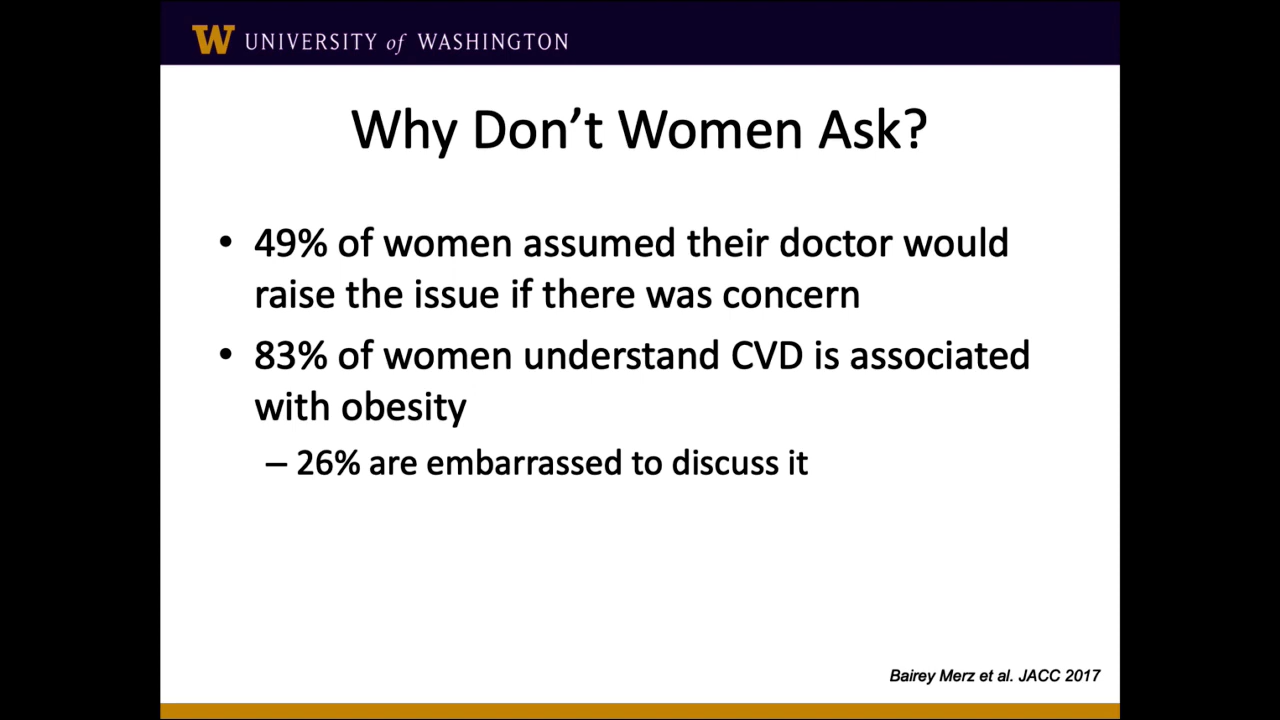 W UNIVERSITY of WASHINGTON
Why Don’t Women Ask?
• 49% of women assumed their doctor would
raise the issue if there was concern
• 83% of women understand CVD is associated
with obesity
– 26% are embarrassed to discuss it
Bairey Merz et al. JACC 2017